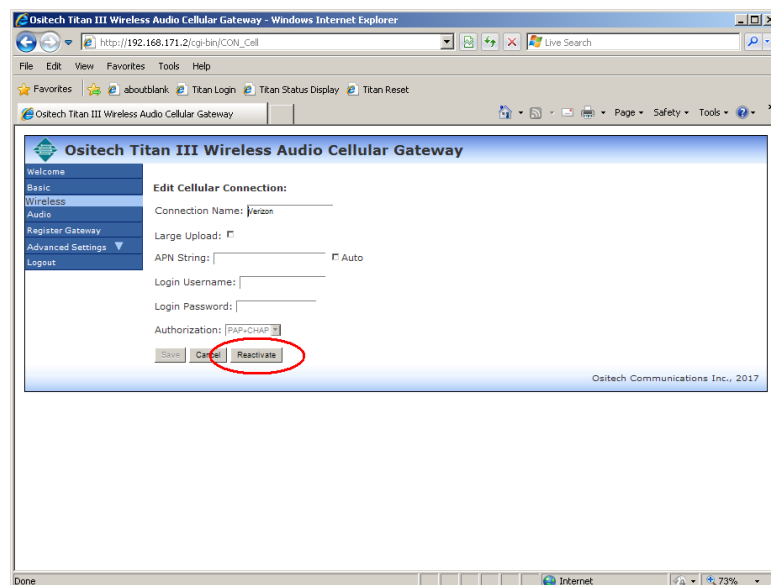 Ositech Titan III Wireless Audio Cellular Gateway - Windows Internet Explorer
http://192.168.171.2/cgi-bin/CON_Cell
Live Search
File Edit View Favorites Tools Help
Favorites aboutblank Titan Login Titan Status Display Titan Reset
Ositech Titan III Wireless Audio Cellular Gateway
Page Safety Tools
Ositech Titan III Wireless Audio Cellular Gateway
Welcome
Basic
Wireless
Audio
Register Gateway
Advanced Settings
Logout
Edit Cellular Connection:
Connection Name: Verizon
Large Upload:
APN String: Auto
Login Username:
Login Password:
Authorization: PAP+CHAP
Save Cancel Reactivate
Ositech Communications Inc., 2017
Done Internet 73%